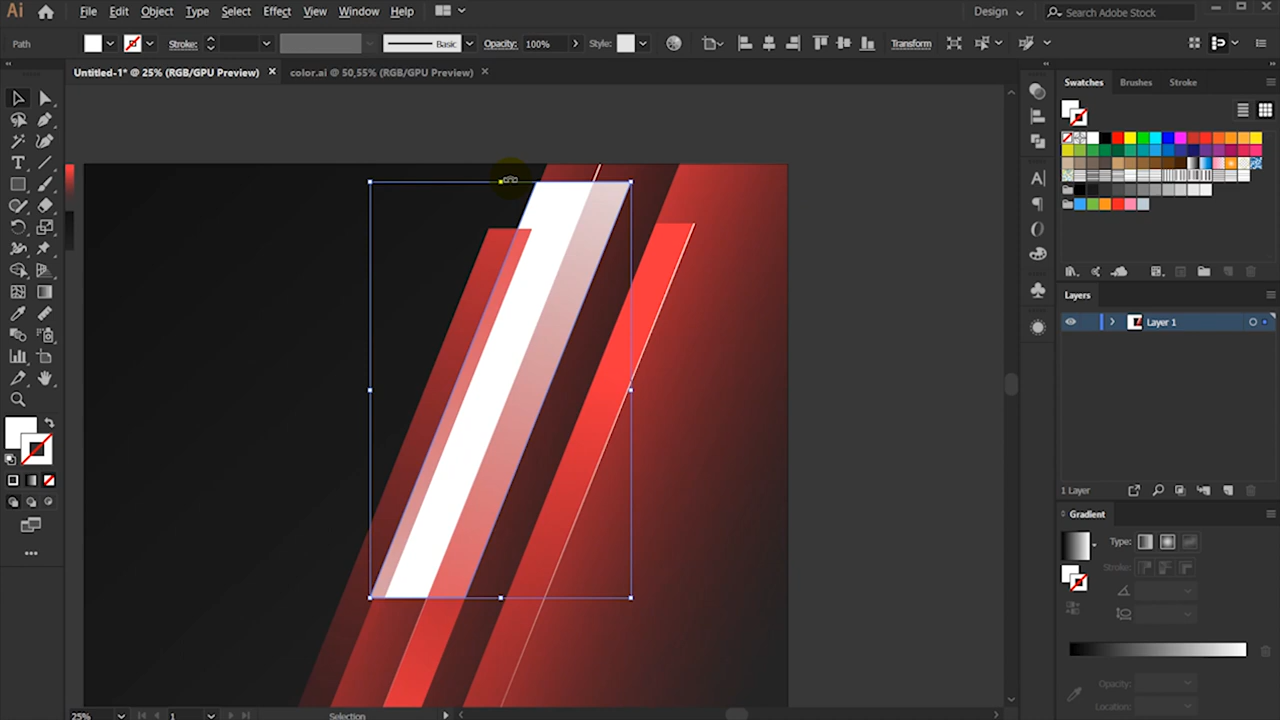 Ai File Edit Object Type Select Effect View Window Help Design Search Adobe Stock
Path Stroke: Basic Opacity: 100% Style: Transform
Untitled-1* @ 25% (RGB/GPU Preview) × color.ai @ 50,55% (RGB/GPU Preview) ×
Swatches Brushes Stroke
Layers
Layer 1
1 Layer
Gradient
Type:
Stroke:
Opacity:
Location:
25% 1 Selection